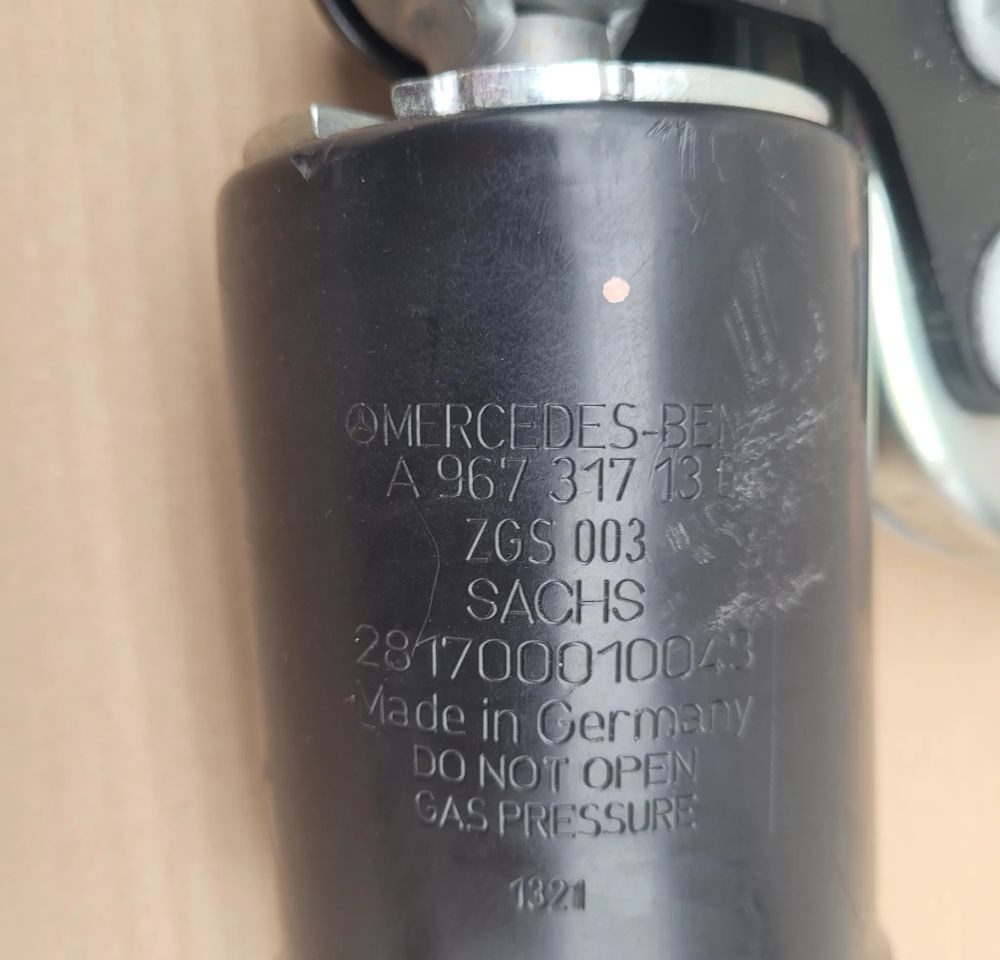 MERCEDES-BEN
A 967 317 13
ZGS 003
SACHS
281700010043
Made in Germany
DO NOT OPEN
GAS PRESSURE
1321